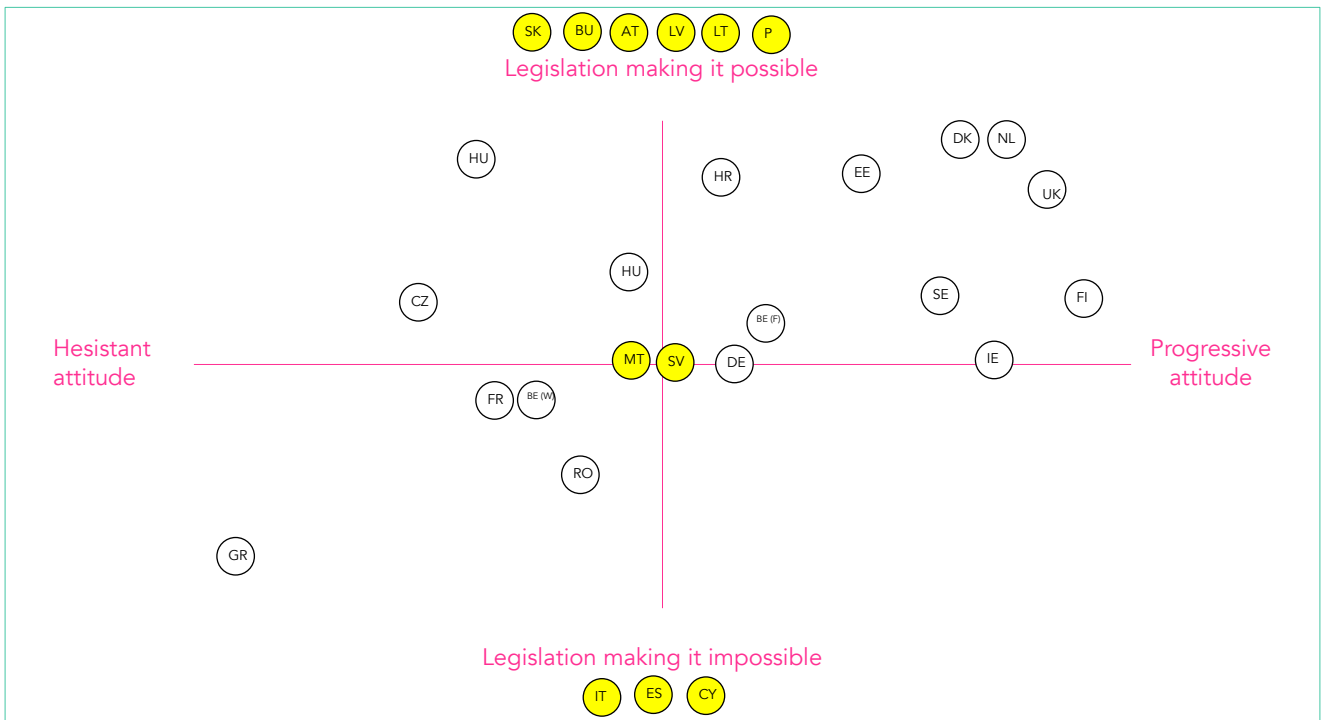 SK BU AT LV LT P
Legislation making it possible
DK NL
HU
HR EE
UK
HU
CZ
SE FI
BE (F)
Hesistant
attitude
MT SV DE IE
Progressive
attitude
FR BE (W)
RO
GR
Legislation making it impossible
IT ES CY